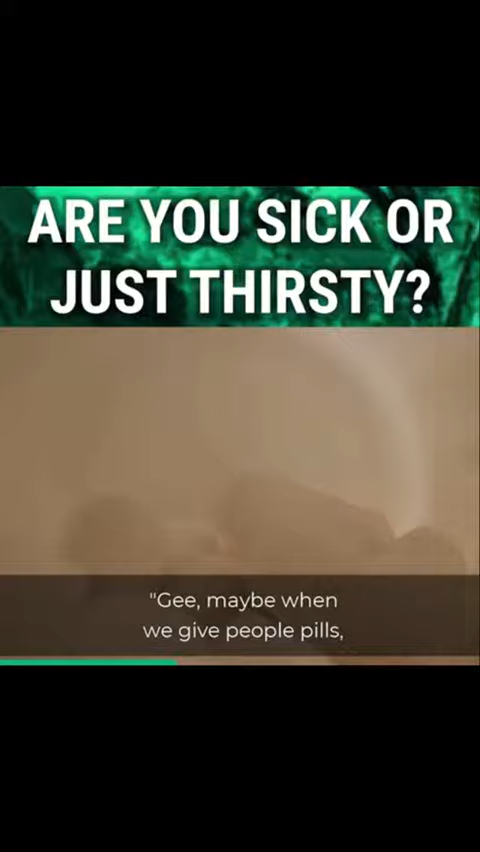 ARE YOU SICK OR
JUST THIRSTY?
"Gee, maybe when
we give people pills,